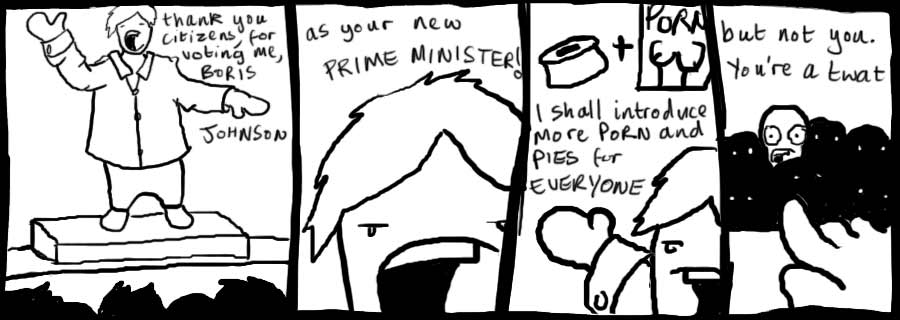 thank you
citizens, for
voting me,
BORIS
JOHNSON
as your new
PRIME MINISTER!
+
PORN
I shall introduce
more PORN and
PIES for
EVERYONE
but not you.
You're a twat